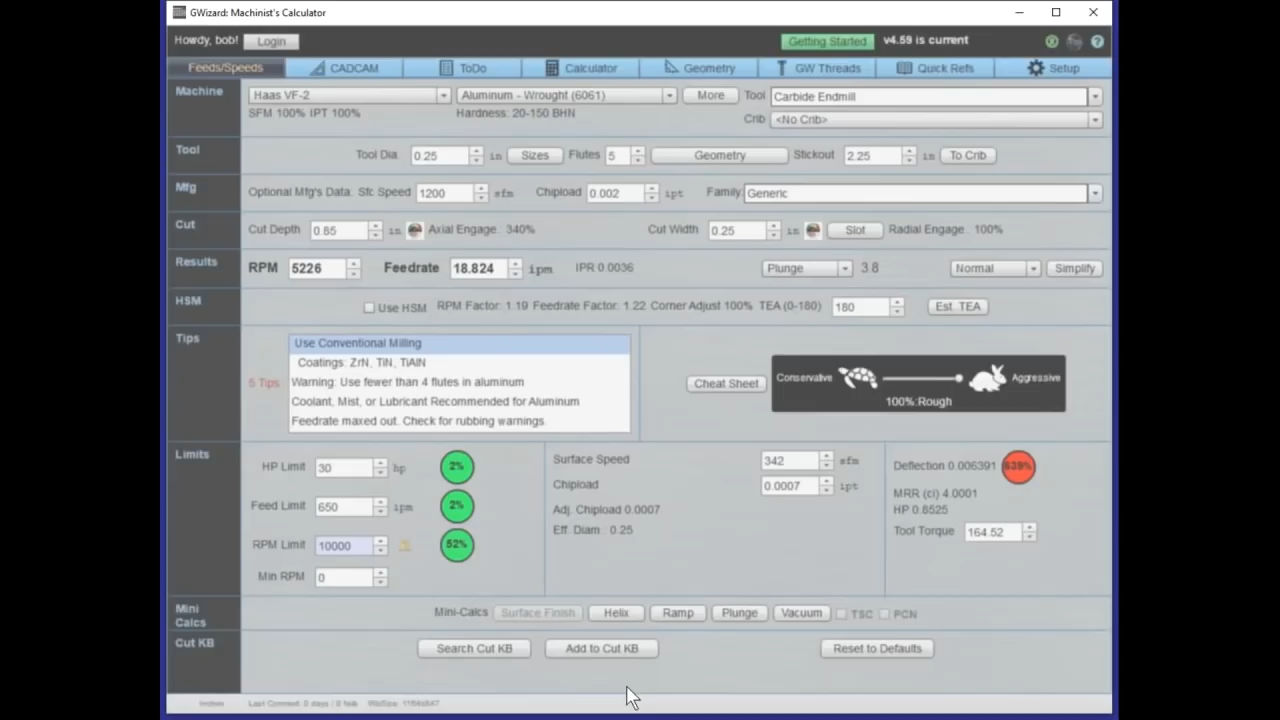 GWizard: Machinist's Calculator
Howdy, bob! Login Getting Started v4.59 is current
Feeds/Speeds CADCAM ToDo Calculator Geometry GW Threads Quick Refs Setup
Machine Haas VF-2 Aluminum - Wrought (6061) More Tool Carbide Endmill
SFM 100% IPT 100% Hardness: 20-150 BHN Crib <No Crib>
Tool Tool Dia. 0.25 in Sizes Flutes 5 Geometry Stickout 2.25 in To Crib
Mfg Optional Mfg's Data: Sfc Speed 1200 sfm Chipload 0.002 ipt Family Generic
Cut Cut Depth 0.85 in Axial Engage. 340% Cut Width 0.25 in Slot Radial Engage. 100%
Results RPM 5226 Feedrate 18.824 ipm IPR 0.0036 Plunge 3.8 Normal Simplify
HSM Use HSM RPM Factor: 1.19 Feedrate Factor: 1.22 Corner Adjust 100% TEA (0-180) 180 Est. TEA
Tips
5 Tips
Use Conventional Milling
Coatings: ZrN, TiN, TiAlN
Warning: Use fewer than 4 flutes in aluminum
Coolant, Mist, or Lubricant Recommended for Aluminum
Feedrate maxed out. Check for rubbing warnings.
Cheat Sheet Conservative Aggressive
100%:Rough
Limits
HP Limit 30 hp 2%
Feed Limit 650 ipm 2%
RPM Limit 10000 52%
Min RPM 0
Surface Speed 342 sfm
Chipload 0.0007 ipt
Adj. Chipload 0.0007
Eff. Diam.: 0.25
Deflection 0.006391 639%
MRR (ci) 4.0001
HP 0.8525
Tool Torque 164.52
Mini
Calcs
Mini-Calcs Surface Finish Helix Ramp Plunge Vacuum TSC PCN
Cut KB Search Cut KB Add to Cut KB Reset to Defaults